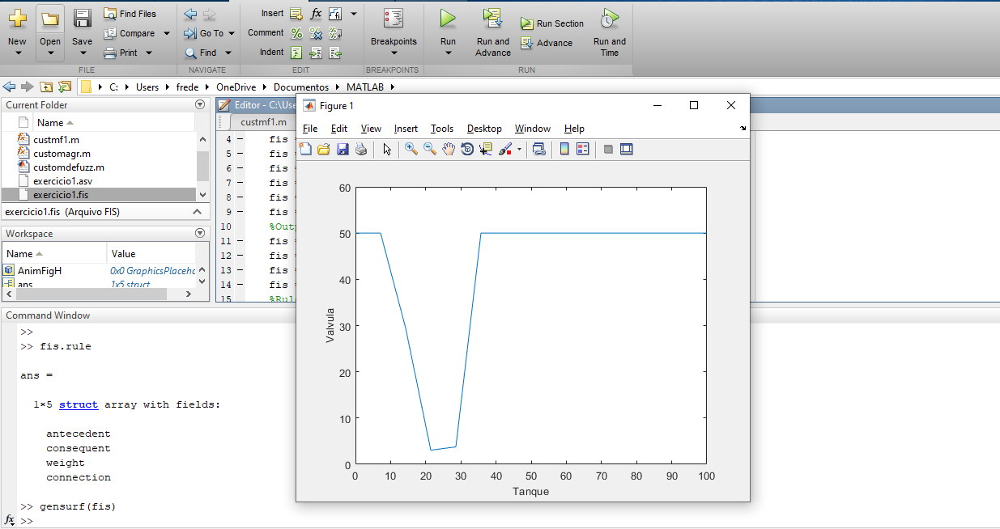 New
Open
Save
Find Files
Compare
Print
FILE
Go To
Find
NAVIGATE
Insert
fx
Comment
Indent
EDIT
Breakpoints
BREAKPOINTS
Run
Run and
Advance
Run Section
Advance
Run and
Time
RUN
C: Users frede OneDrive Documentos MATLAB
Current Folder
Name
custmf1.m
customagr.m
customdefuzz.m
exercicio1.asv
exercicio1.fis
exercicio1.fis (Arquivo FIS)
Workspace
Name Value
AnimFigH 0x0 GraphicsPlaceho
ans 1x5 struct
Editor - C:\Use
custmf1.m
4 – fis
5 – fis
6 – fis
7 – fis
8 – fis
9 – fis
10 %Outp
11 – fis
12 – fis
13 – fis
14 – fis
15 %Rul
Figure 1
File Edit View Insert Tools Desktop Window Help
60
50
40
30
20
10
0
Valvula
0 10 20 30 40 50 60 70 80 90 100
Tanque
Command Window
>>
>> fis.rule
ans =
1×5 struct array with fields:
antecedent
consequent
weight
connection
>> gensurf(fis)
fx >>